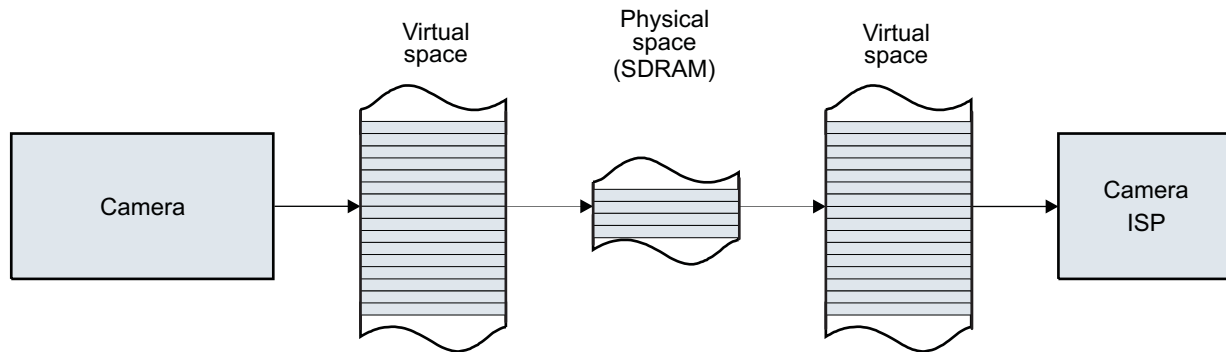 Camera
Virtual
space
Physical
space
(SDRAM)
Virtual
space
Camera
ISP